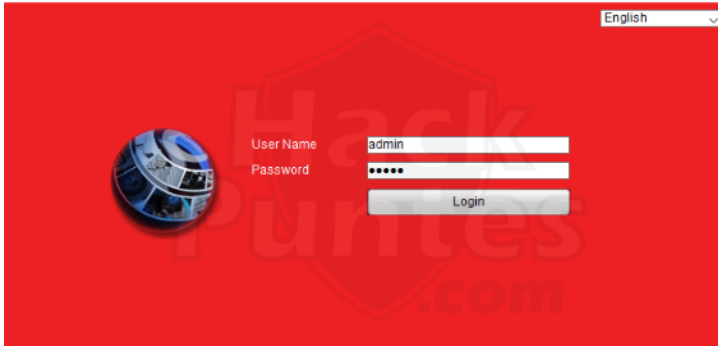 English
User Name admin
Password •••••
Login
© Hack
Puntes
.com